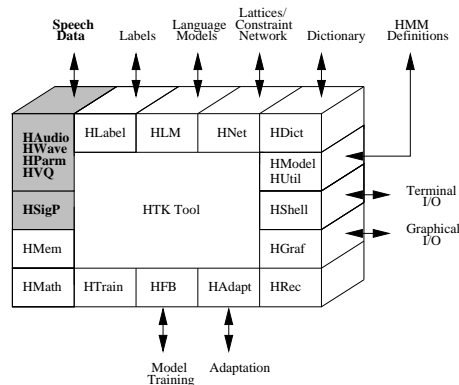 Speech
Data
Labels
Language
Models
Lattices/
Constraint
Network
Dictionary
HMM
Definitions
HAudio
HWave
HParm
HVQ
HLabel
HLM
HNet
HDict
HModel
HUtil
HSigP
HTK Tool
HShell
Terminal
I/O
Graphical
I/O
HMem
HGraf
HMath
HTrain
HFB
HAdapt
HRec
Model
Training
Adaptation